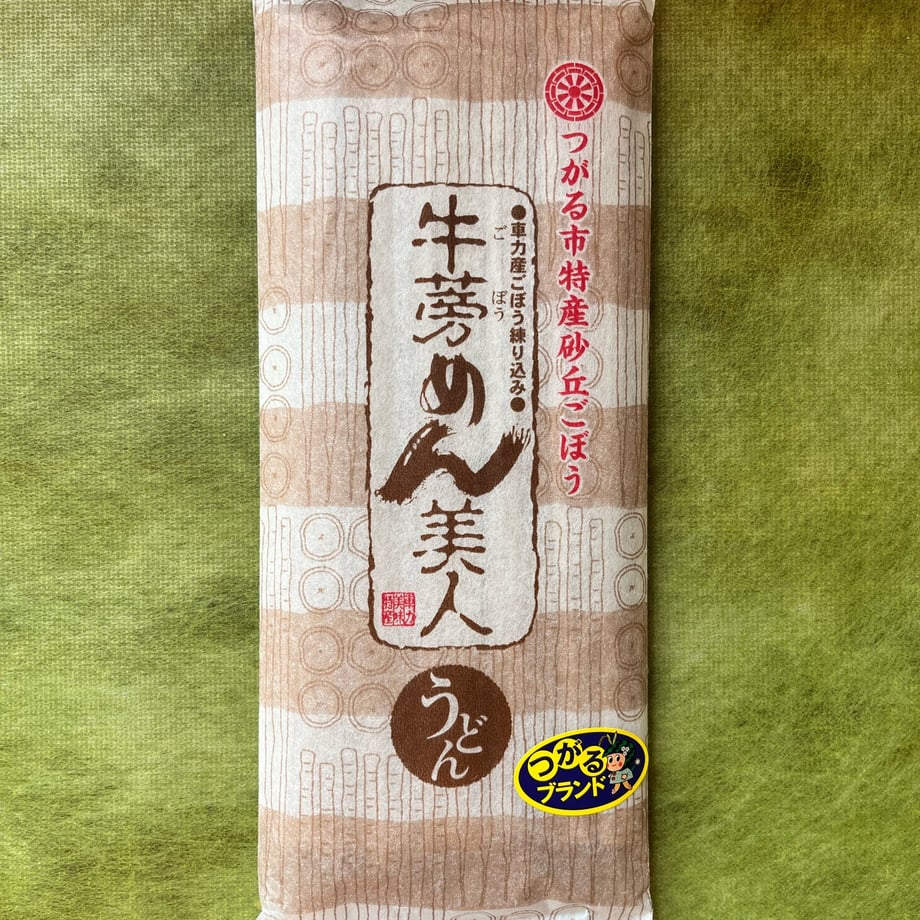 つがる市特産砂丘ごぼう
●車力産ごぼう練り込み●
牛蒡めん美人
ごぼう
うどん
つがる
ブランド